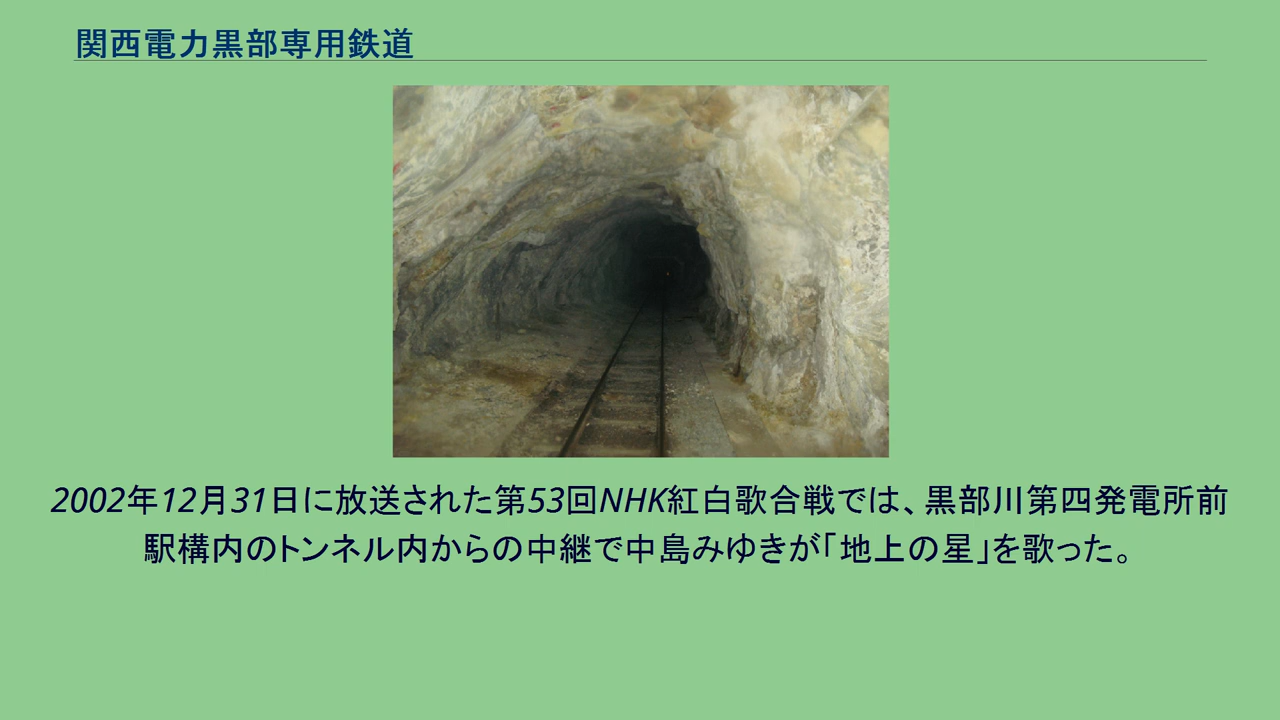 関西電力黒部専用鉄道
2002年12月31日に放送された第53回NHK紅白歌合戦では、黒部川第四発電所前
駅構内のトンネル内からの中継で中島みゆきが「地上の星」を歌った。